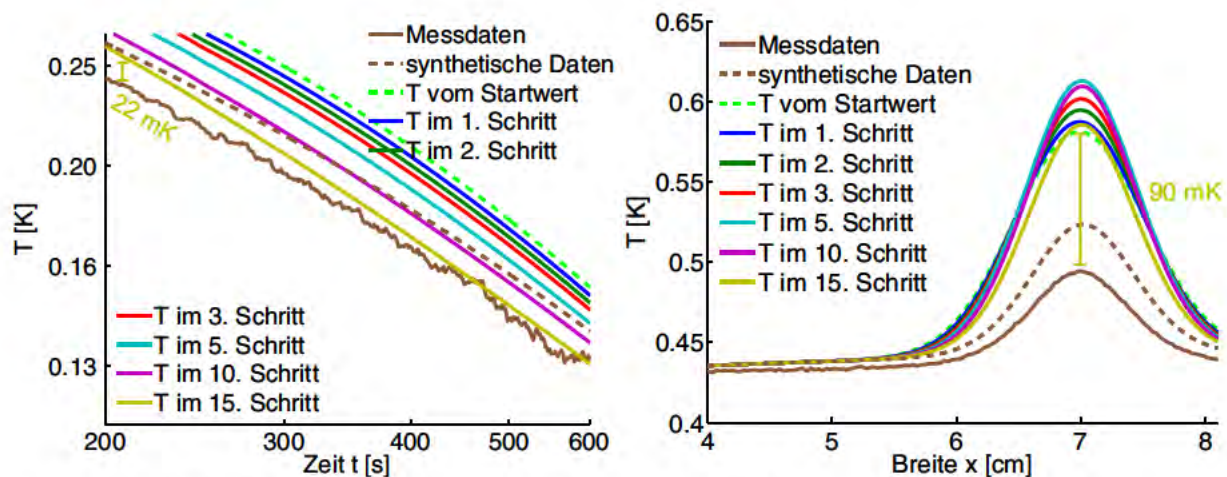 Messdaten
synthetische Daten
T vom Startwert
T im 1. Schritt
T im 2. Schritt
22 mK
T im 3. Schritt
T im 5. Schritt
T im 10. Schritt
T im 15. Schritt
T [K]
0.25
0.20
0.16
0.13
200
300
400
500
600
Zeit t [s]
Messdaten
synthetische Daten
T vom Startwert
T im 1. Schritt
T im 2. Schritt
T im 3. Schritt
T im 5. Schritt
T im 10. Schritt
T im 15. Schritt
90 mK
T [K]
0.65
0.6
0.55
0.5
0.45
0.4
4
5
6
7
8
Breite x [cm]